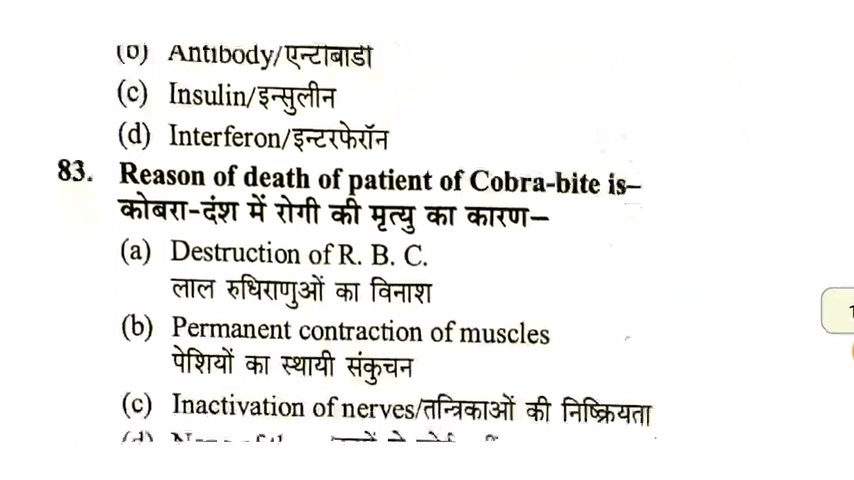 (b) Antibody/एन्टीबाडी
(c) Insulin/इन्सुलीन
(d) Interferon/इन्टरफेरॉन
83. Reason of death of patient of Cobra-bite is–
कोबरा-दंश में रोगी की मृत्यु का कारण–
(a) Destruction of R. B. C.
लाल रुधिराणुओं का विनाश
(b) Permanent contraction of muscles
पेशियों का स्थायी संकुचन
(c) Inactivation of nerves/तन्त्रिकाओं की निष्क्रियता
(d)
1